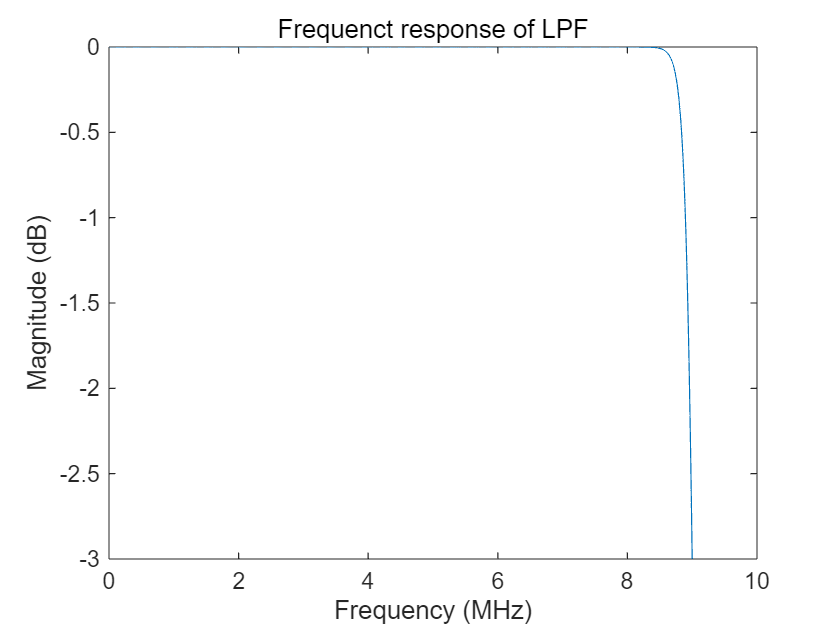 Frequenct response of LPF
0
-0.5
-1
-1.5
-2
-2.5
-3
Magnitude (dB)
0 2 4 6 8 10
Frequency (MHz)